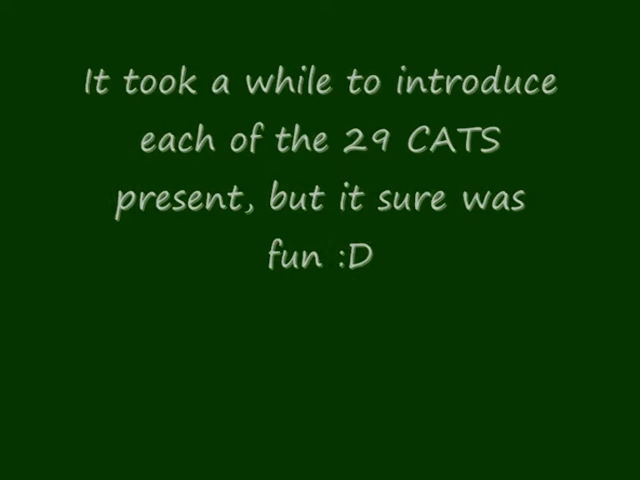 It took a while to introduce
each of the 29 CATS
present, but it sure was
fun :D